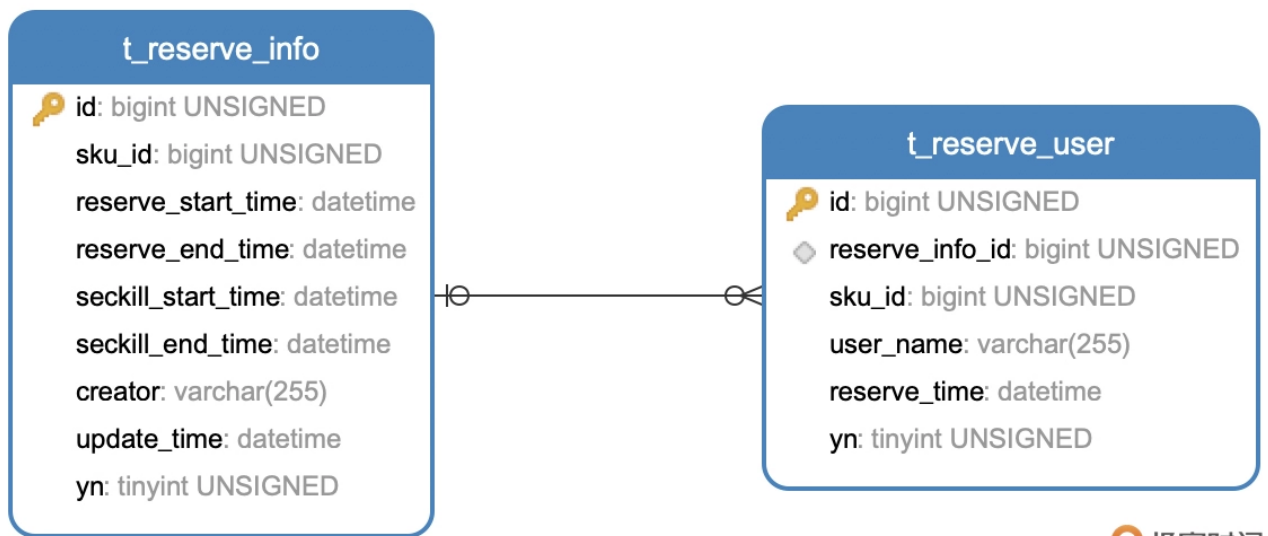 t_reserve_info
id: bigint UNSIGNED
sku_id: bigint UNSIGNED
reserve_start_time: datetime
reserve_end_time: datetime
seckill_start_time: datetime
seckill_end_time: datetime
creator: varchar(255)
update_time: datetime
yn: tinyint UNSIGNED
t_reserve_user
id: bigint UNSIGNED
reserve_info_id: bigint UNSIGNED
sku_id: bigint UNSIGNED
user_name: varchar(255)
reserve_time: datetime
yn: tinyint UNSIGNED